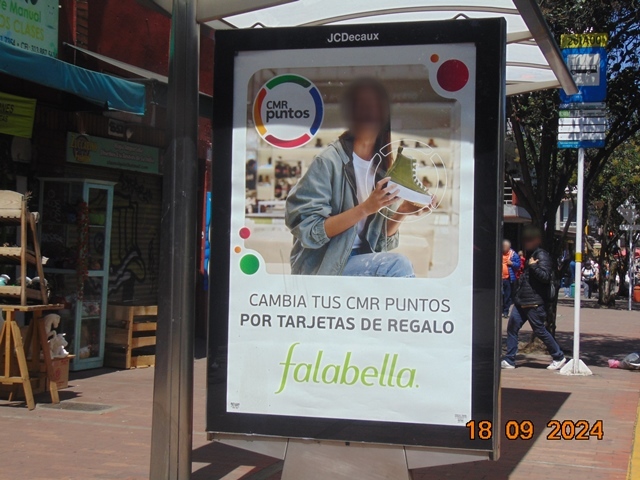 JCDecaux
CMR
puntos
CAMBIA TUS CMR PUNTOS
POR TARJETAS DE REGALO
falabella.
18 09 2024